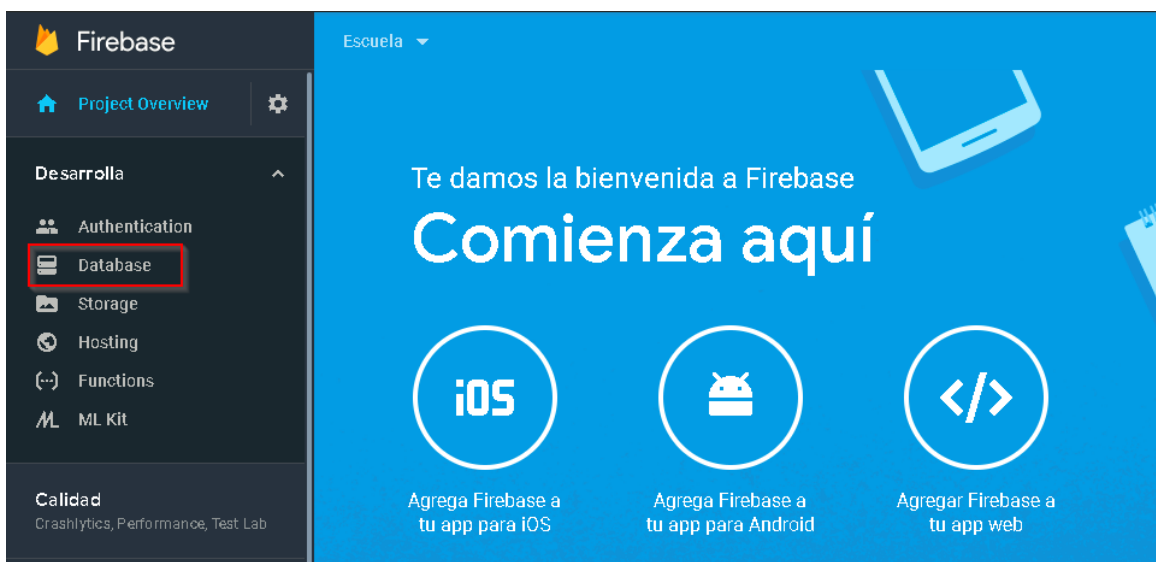 Firebase
Escuela
Project Overview
Desarrolla
Authentication
Database
Storage
Hosting
Functions
ML Kit
Calidad
Crashlytics, Performance, Test Lab
Te damos la bienvenida a Firebase
Comienza aquí
iOS
</>
Agrega Firebase a
tu app para iOS
Agrega Firebase a
tu app para Android
Agregar Firebase a
tu app web